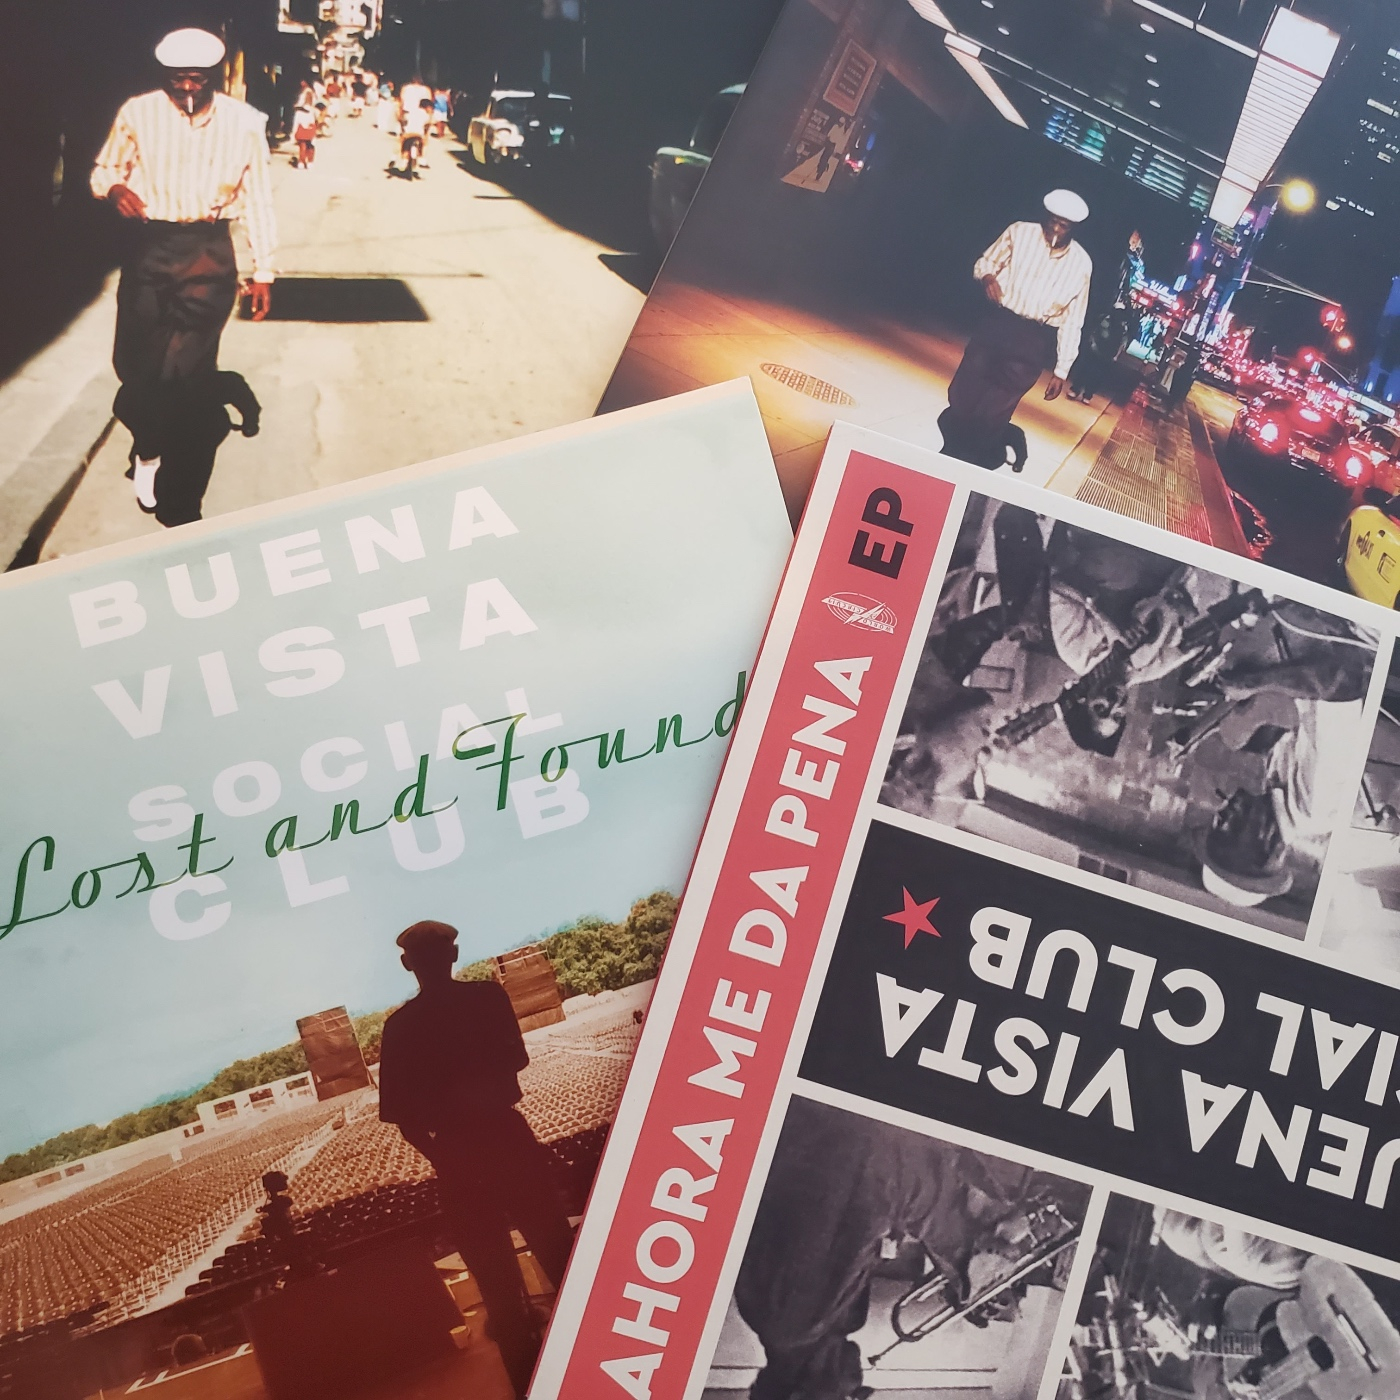 BUENA
VISTA
SOCIAL
CLUB
Lost and Found
AHORA ME DA PENA EP
UENA VISTA
IAL CLUB